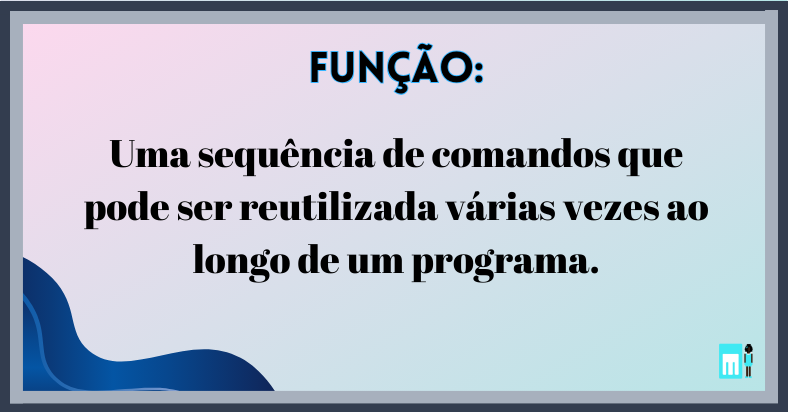 FUNÇÃO:
Uma sequência de comandos que
pode ser reutilizada várias vezes ao
longo de um programa.
m